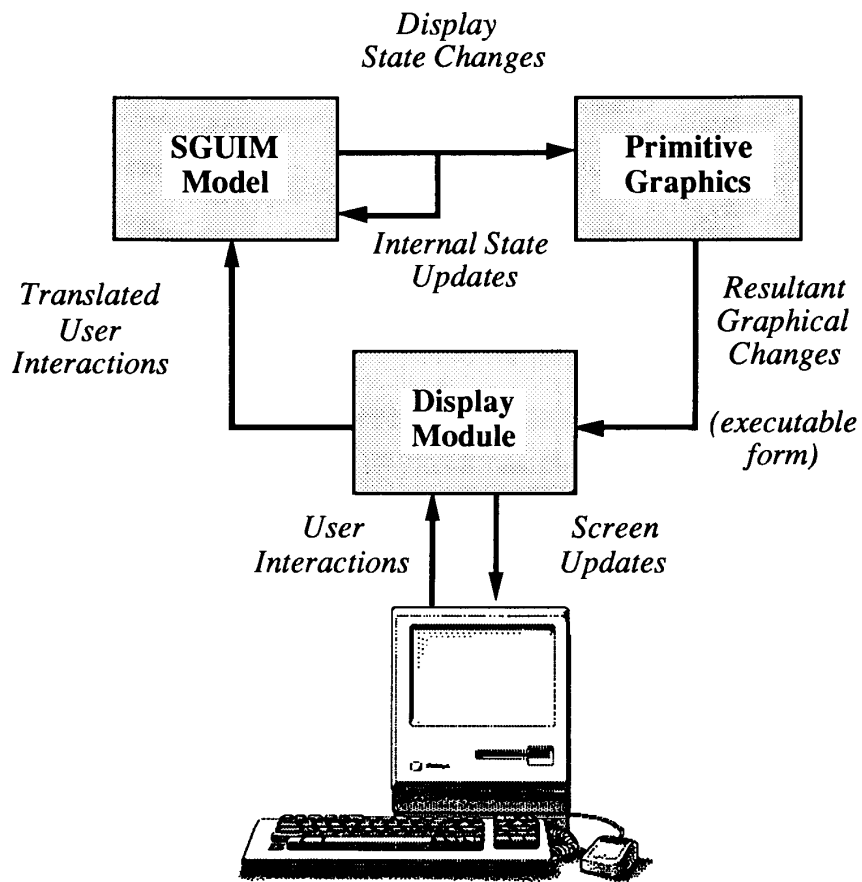 Display
State Changes
SGUIM
Model
Primitive
Graphics
Internal State
Updates
Translated
User
Interactions
Resultant
Graphical
Changes
(executable
form)
Display
Module
User
Interactions
Screen
Updates